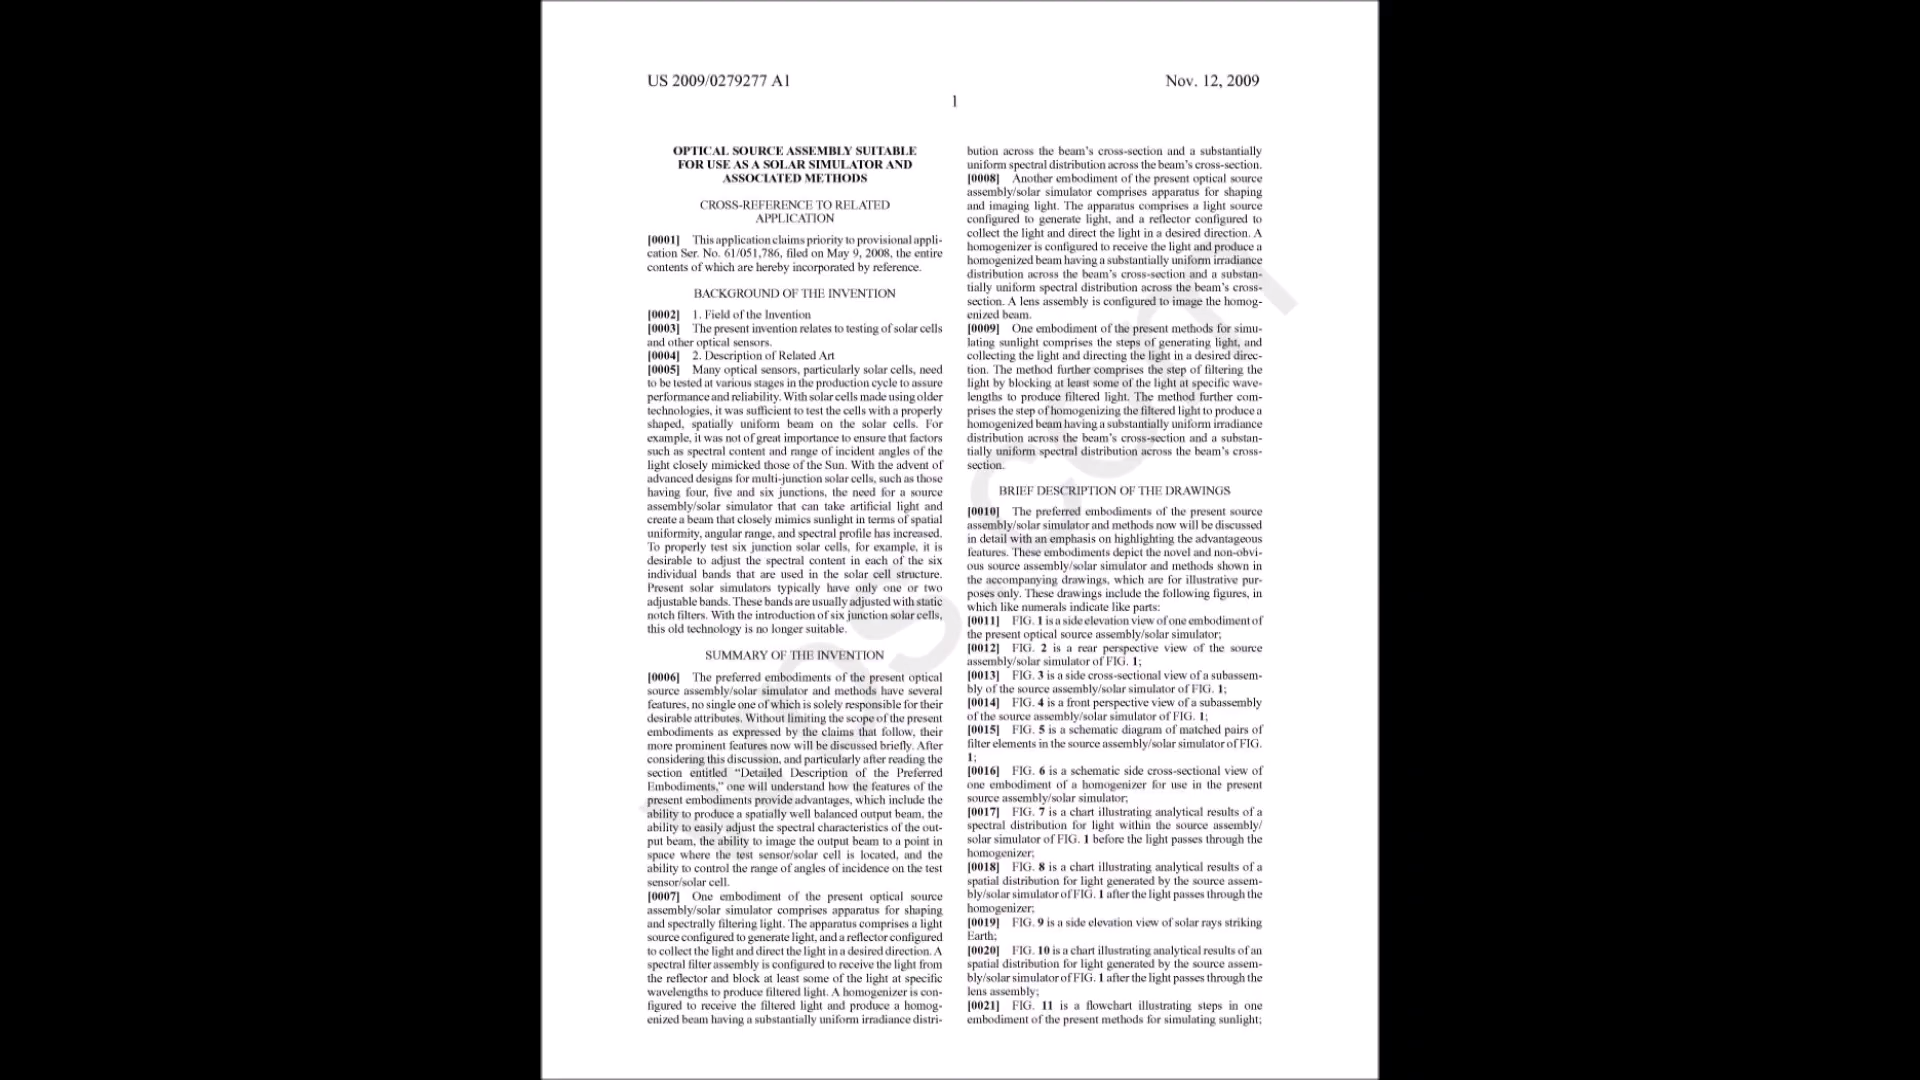 US 2009/0279277 A1
Nov. 12, 2009
1
OPTICAL SOURCE ASSEMBLY SUITABLE
FOR USE AS A SOLAR SIMULATOR AND
ASSOCIATED METHODS
CROSS-REFERENCE TO RELATED
APPLICATION
[0001] This application claims priority to provisional appli-
cation Ser. No. 61/051,786, filed on May 9, 2008, the entire
contents of which are hereby incorporated by reference.
BACKGROUND OF THE INVENTION
[0002] 1. Field of the Invention
[0003] The present invention relates to testing of solar cells
and other optical sensors.
[0004] 2. Description of Related Art
[0005] Many optical sensors, particularly solar cells, need
to be tested at various stages in the production cycle to assure
performance and reliability. With solar cells made using older
technologies, it was sufficient to test the cells with a properly
shaped, spatially uniform beam on the solar cells. For
example, it was not of great importance to ensure that factors
such as spectral content and range of incident angles of the
light closely mimicked those of the Sun. With the advent of
advanced designs for multi-junction solar cells, such as those
having four, five and six junctions, the need for a source
assembly/solar simulator that can take artificial light and
create a beam that closely mimics sunlight in terms of spatial
uniformity, angular range, and spectral profile has increased.
To properly test six junction solar cells, for example, it is
desirable to adjust the spectral content in each of the six
individual bands that are used in the solar cell structure.
Present solar simulators typically have only one or two
adjustable bands. These bands are usually adjusted with static
notch filters. With the introduction of six junction solar cells,
this old technology is no longer suitable.
SUMMARY OF THE INVENTION
[0006] The preferred embodiments of the present optical
source assembly/solar simulator and methods have several
features, no single one of which is solely responsible for their
desirable attributes. Without limiting the scope of the present
embodiments as expressed by the claims that follow, their
more prominent features now will be discussed briefly. After
considering this discussion, and particularly after reading the
section entitled “Detailed Description of the Preferred
Embodiments,” one will understand how the features of the
present embodiments provide advantages, which include the
ability to produce a spatially well balanced output beam, the
ability to easily adjust the spectral characteristics of the out-
put beam, the ability to image the output beam to a point in
space where the test sensor/solar cell is located, and the
ability to control the range of angles of incidence on the test
sensor/solar cell.
[0007] One embodiment of the present optical source
assembly/solar simulator comprises apparatus for shaping
and spectrally filtering light. The apparatus comprises a light
source configured to generate light, and a reflector configured
to collect the light and direct the light in a desired direction. A
spectral filter assembly is configured to receive the light from
the reflector and block at least some of the light at specific
wavelengths to produce filtered light. A homogenizer is con-
figured to receive the filtered light and produce a homog-
enized beam having a substantially uniform irradiance distri-
bution across the beam’s cross-section and a substantially
uniform spectral distribution across the beam’s cross-section.
[0008] Another embodiment of the present optical source
assembly/solar simulator comprises apparatus for shaping
and imaging light. The apparatus comprises a light source
configured to generate light, and a reflector configured to
collect the light and direct the light in a desired direction. A
homogenizer is configured to receive the light and produce a
homogenized beam having a substantially uniform irradiance
distribution across the beam’s cross-section and a substan-
tially uniform spectral distribution across the beam’s cross-
section. A lens assembly is configured to image the homog-
enized beam.
[0009] One embodiment of the present methods for simu-
lating sunlight comprises the steps of generating light, and
collecting the light and directing the light in a desired direc-
tion. The method further comprises the step of filtering the
light by blocking at least some of the light at specific wave-
lengths to produce filtered light. The method further com-
prises the step of homogenizing the filtered light to produce a
homogenized beam having a substantially uniform irradiance
distribution across the beam’s cross-section and a substan-
tially uniform spectral distribution across the beam’s cross-
section.
BRIEF DESCRIPTION OF THE DRAWINGS
[0010] The preferred embodiments of the present source
assembly/solar simulator and methods now will be discussed
in detail with an emphasis on highlighting the advantageous
features. These embodiments depict the novel and non-obvi-
ous source assembly/solar simulator and methods shown in
the accompanying drawings, which are for illustrative pur-
poses only. These drawings include the following figures, in
which like numerals indicate like parts:
[0011] FIG. 1 is a side elevation view of one embodiment of
the present optical source assembly/solar simulator;
[0012] FIG. 2 is a rear perspective view of the source
assembly/solar simulator of FIG. 1;
[0013] FIG. 3 is a side cross-sectional view of a subassem-
bly of the source assembly/solar simulator of FIG. 1;
[0014] FIG. 4 is a front perspective view of a subassembly
of the source assembly/solar simulator of FIG. 1;
[0015] FIG. 5 is a schematic diagram of matched pairs of
filter elements in the source assembly/solar simulator of FIG.
1;
[0016] FIG. 6 is a schematic side cross-sectional view of
one embodiment of a homogenizer for use in the present
source assembly/solar simulator;
[0017] FIG. 7 is a chart illustrating analytical results of a
spectral distribution for light within the source assembly/
solar simulator of FIG. 1 before the light passes through the
homogenizer;
[0018] FIG. 8 is a chart illustrating analytical results of a
spatial distribution for light generated by the source assem-
bly/solar simulator of FIG. 1 after the light passes through the
homogenizer;
[0019] FIG. 9 is a side elevation view of solar rays striking
Earth;
[0020] FIG. 10 is a chart illustrating analytical results of an
spatial distribution for light generated by the source assem-
bly/solar simulator of FIG. 1 after the light passes through the
lens assembly;
[0021] FIG. 11 is a flowchart illustrating steps in one
embodiment of the present methods for simulating sunlight;